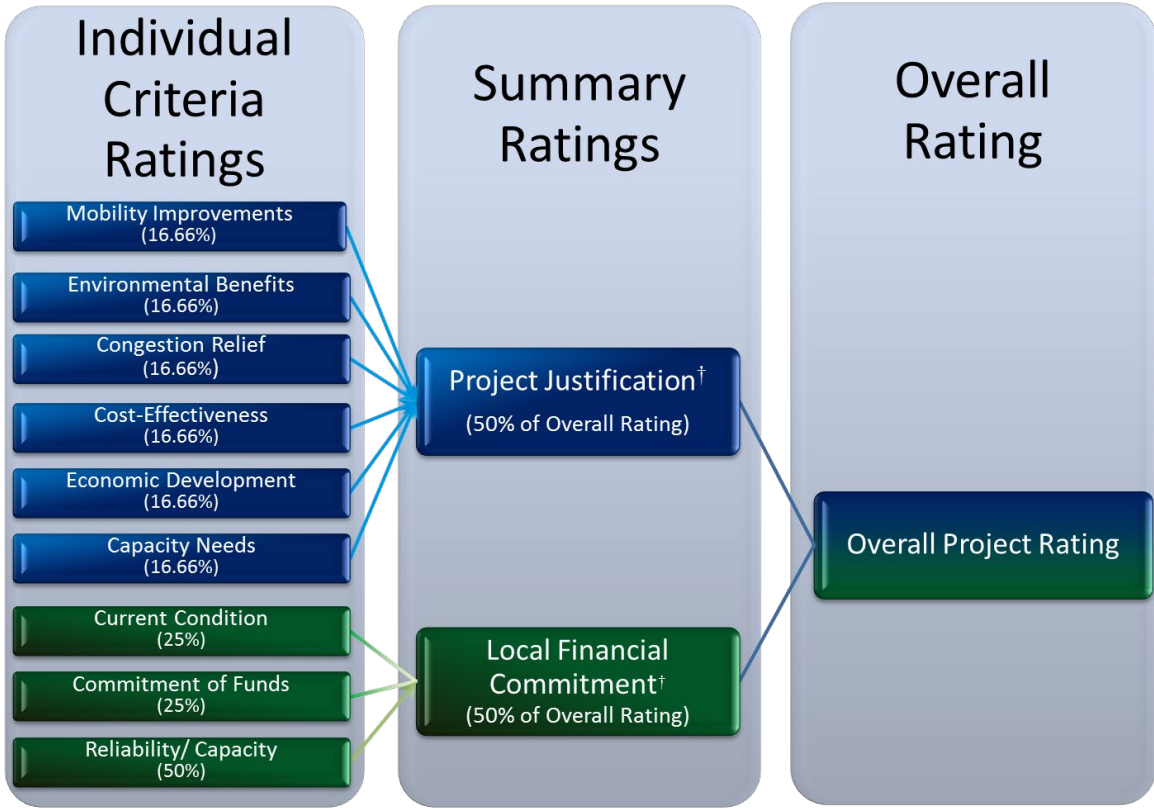 Individual
Criteria
Ratings
Mobility Improvements
(16.66%)
Environmental Benefits
(16.66%)
Congestion Relief
(16.66%)
Cost-Effectiveness
(16.66%)
Economic Development
(16.66%)
Capacity Needs
(16.66%)
Current Condition
(25%)
Commitment of Funds
(25%)
Reliability/ Capacity
(50%)
Summary
Ratings
Project Justification†
(50% of Overall Rating)
Local Financial
Commitment†
(50% of Overall Rating)
Overall
Rating
Overall Project Rating